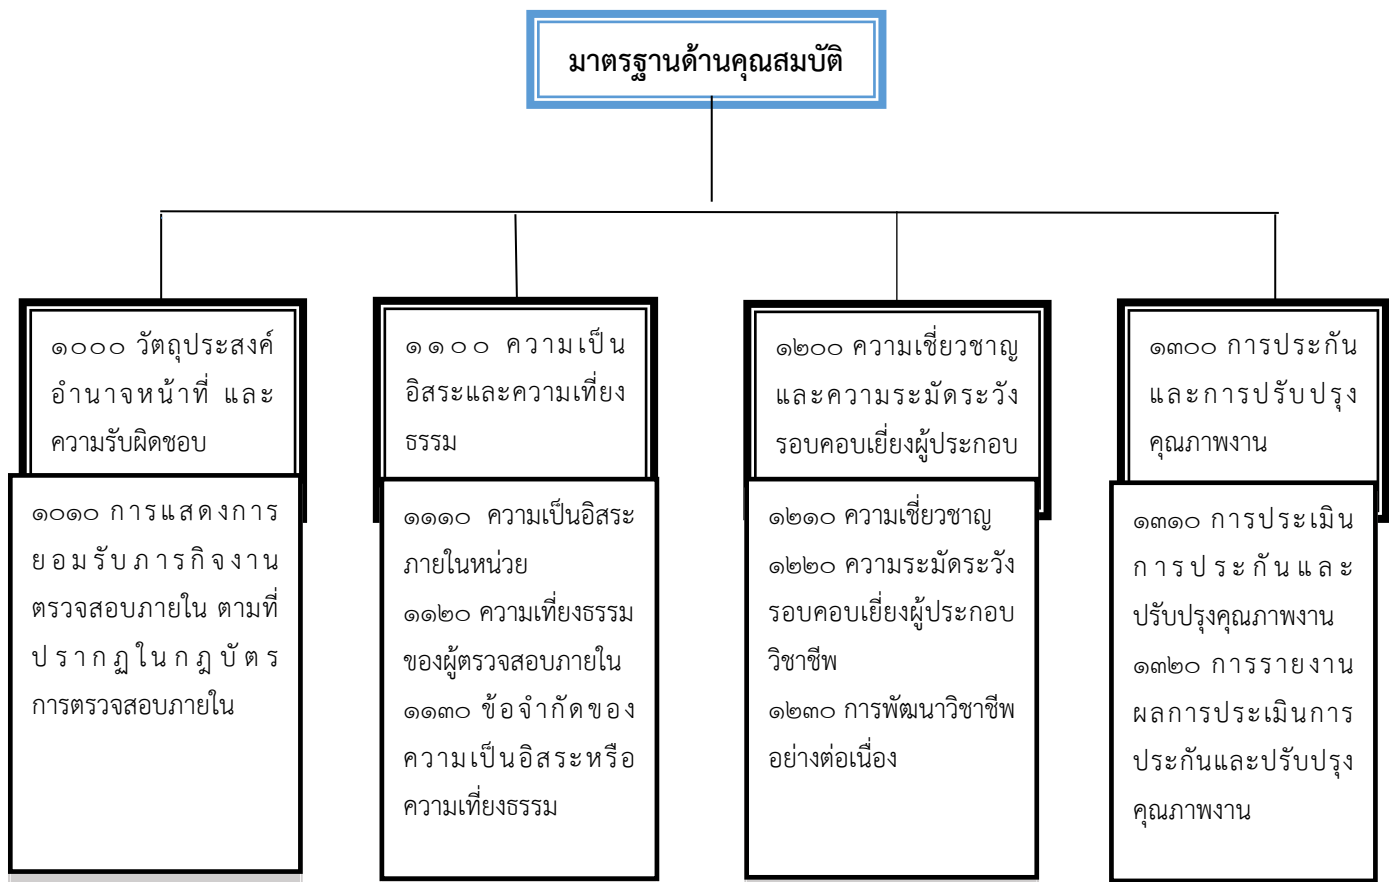 มาตรฐานด้านคุณสมบัติ
๑๐๐๐ วัตถุประสงค์
อำนาจหน้าที่ และ
ความรับผิดชอบ
๑๐๑๐ การแสดงการ
ยอมรับภารกิจงาน
ตรวจสอบภายใน ตามที่
ปรากฏในกฎบัตร
การตรวจสอบภายใน
๑๑๐๐ ความเป็น
อิสระและความเที่ยง
ธรรม
๑๑๑๐ ความเป็นอิสระ
ภายในหน่วย
๑๑๒๐ ความเที่ยงธรรม
ของผู้ตรวจสอบภายใน
๑๑๓๐ ข้อจำกัดของ
ความเป็นอิสระหรือ
ความเที่ยงธรรม
๑๒๐๐ ความเชี่ยวชาญ
และความระมัดระวัง
รอบคอบเยี่ยงผู้ประกอบ
๑๒๑๐ ความเชี่ยวชาญ
๑๒๒๐ ความระมัดระวัง
รอบคอบเยี่ยงผู้ประกอบ
วิชาชีพ
๑๒๓๐ การพัฒนาวิชาชีพ
อย่างต่อเนื่อง
๑๓๐๐ การประกัน
และการปรับปรุง
คุณภาพงาน
๑๓๑๐ การประเมิน
การประกันและ
ปรับปรุงคุณภาพงาน
๑๓๒๐ การรายงาน
ผลการประเมินการ
ประกันและปรับปรุง
คุณภาพงาน